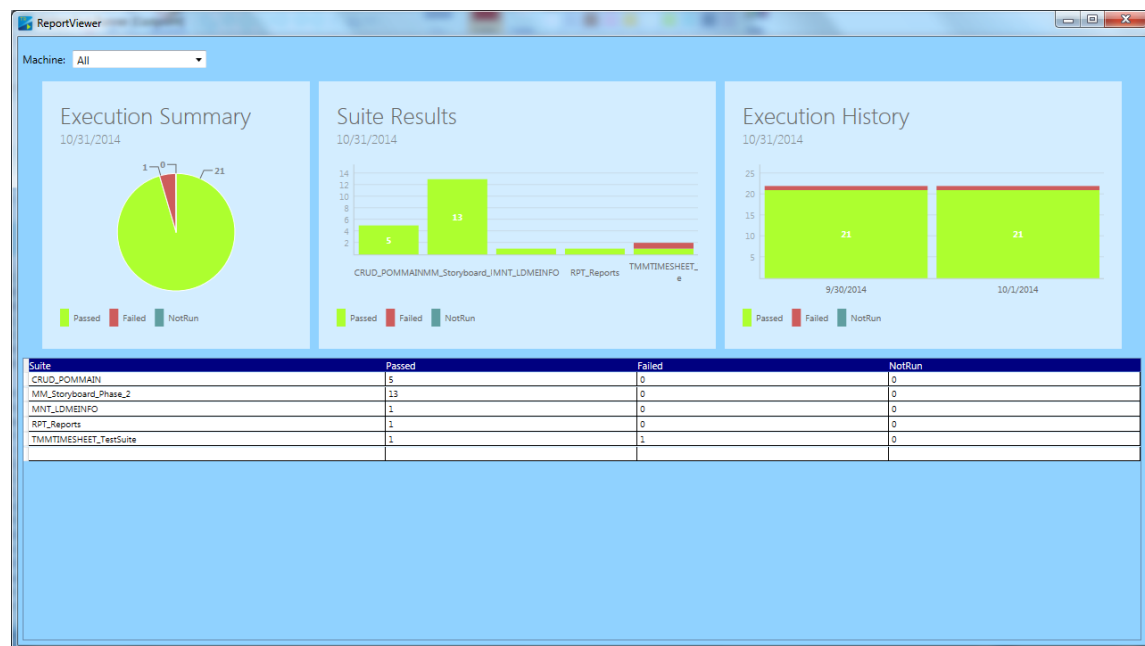 ReportViewer
Machine: All
Execution Summary
10/31/2014
1 0 21
Passed Failed NotRun
Suite Results
10/31/2014
14
12
10
8
6
4
2
5 13
CRUD_POMMAIN MM_Storyboard_ MNT_LDMEINFO RPT_Reports TMMTIMESHEET_
e
Passed Failed NotRun
Execution History
10/31/2014
25
20
15
10
5
21 21
9/30/2014 10/1/2014
Passed Failed NotRun
Suite Passed Failed NotRun
CRUD_POMMAIN 5 0 0
MM_Storyboard_Phase_2 13 0 0
MNT_LDMEINFO 1 0 0
RPT_Reports 1 0 0
TMMTIMESHEET_TestSuite 1 1 0